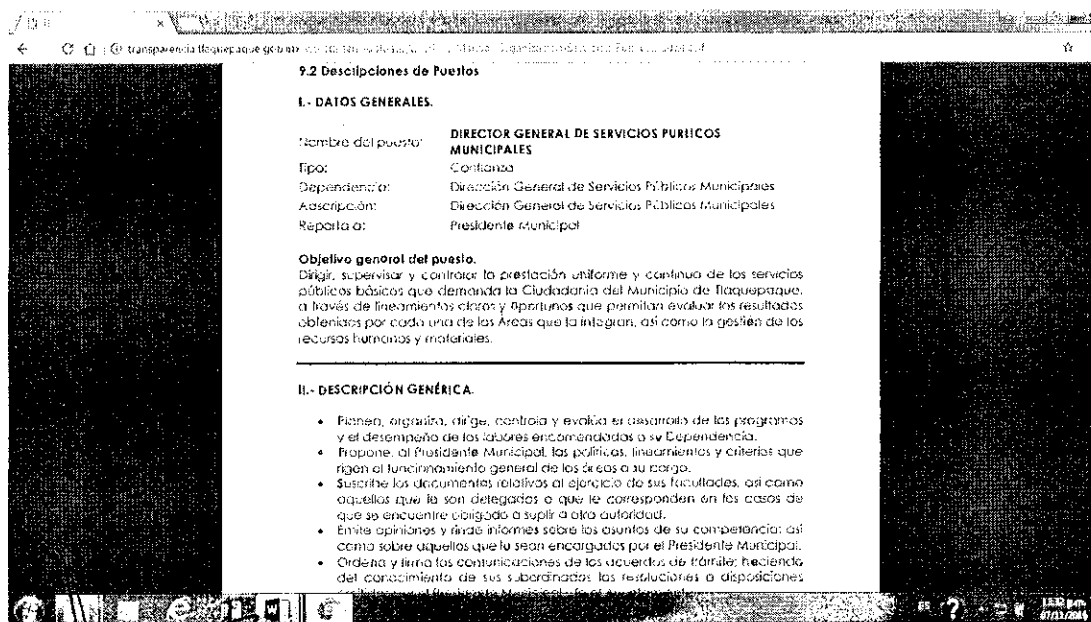 transparencia.tlaquepaque.gob.mx
9.2 Descripciones de Puestos
I.- DATOS GENERALES.
Nombre del puesto: DIRECTOR GENERAL DE SERVICIOS PUBLICOS
MUNICIPALES
Tipo: Confianza
Dependencia: Dirección General de Servicios Públicos Municipales
Adscripción: Dirección General de Servicios Públicos Municipales
Reporta a: Presidente Municipal
Objetivo general del puesto.
Dirigir, supervisar y controlar la prestación uniforme y continua de los servicios
públicos básicos que demanda la Ciudadanía del Municipio de Tlaquepaque,
a través de lineamientos claros y oportunos que permitan evaluar los resultados
obtenidos por cada una de las Áreas que la integran, así como la gestión de los
recursos humanos y materiales.
II.- DESCRIPCIÓN GENÉRICA.
• Planea, organiza, dirige, controla y evalúa el desarrollo de los programas
y el desempeño de las labores encomendadas a su Dependencia.
• Propone, al Presidente Municipal, las políticas, lineamientos y criterios que
rigen el funcionamiento general de las áreas a su cargo.
• Suscribe los documentos relativos al ejercicio de sus facultades, así como
aquellos que le son delegados o que le corresponden en los casos de
que se encuentre obligado a suplir a otra autoridad.
• Emite opiniones y rinde informes sobre los asuntos de su competencia; así
como sobre aquellos que le sean encargados por el Presidente Municipal.
• Ordena y firma las comunicaciones de los acuerdos de trámite; haciendo
del conocimiento de sus subordinados las resoluciones o disposiciones
ES